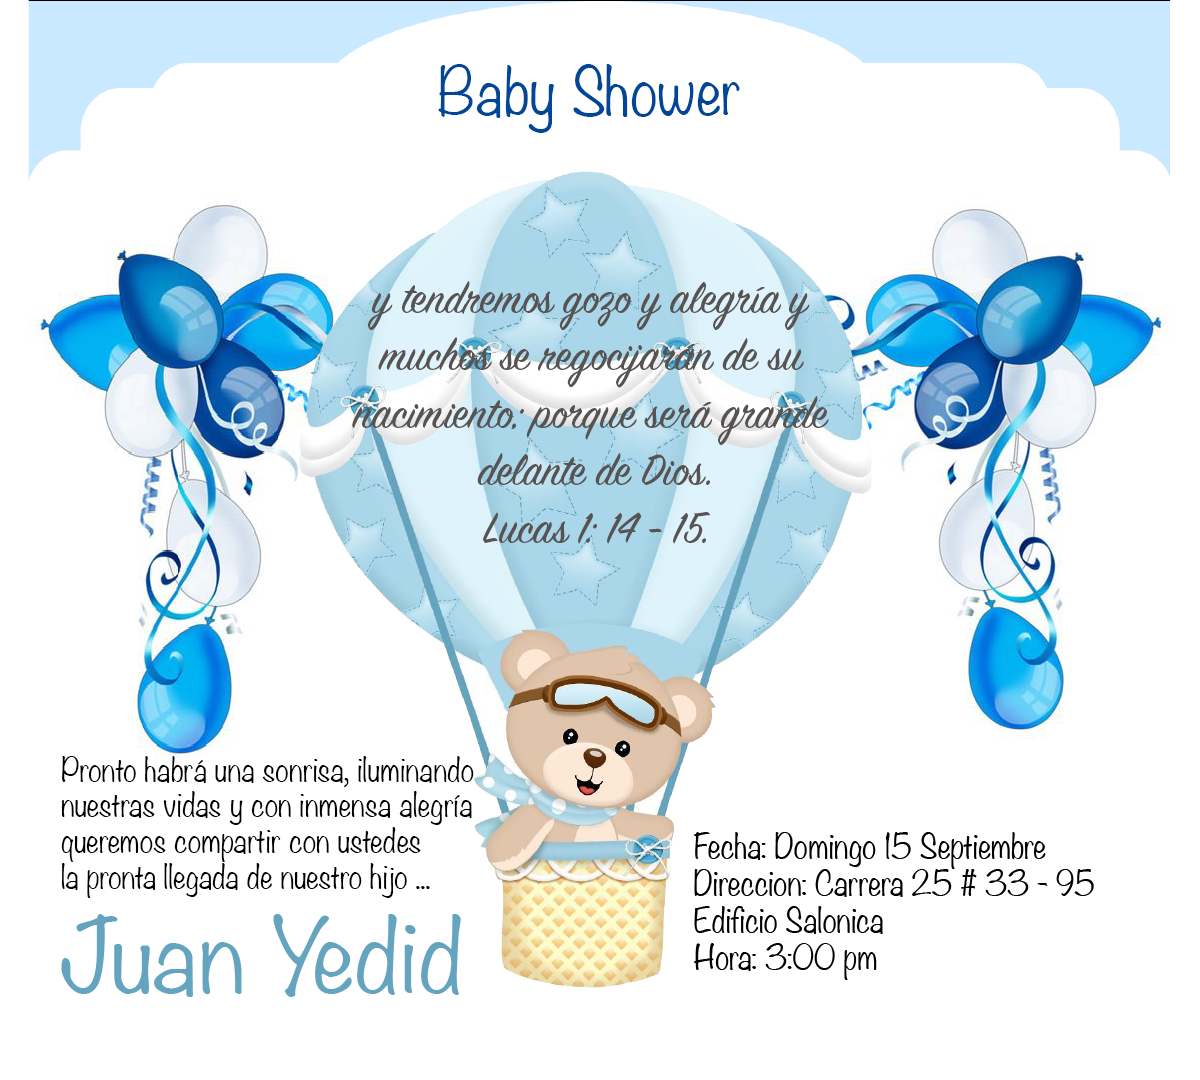 Baby Shower
y tendremos gozo y alegría y
muchos se regocijarán de su
nacimiento; porque será grande
delante de Dios.
Lucas 1: 14 - 15.
Pronto habrá una sonrisa, iluminando
nuestras vidas y con inmensa alegría
queremos compartir con ustedes
la pronta llegada de nuestro hijo ...
Juan Yedid
Fecha: Domingo 15 Septiembre
Direccion: Carrera 25 # 33 - 95
Edificio Salonica
Hora: 3:00 pm